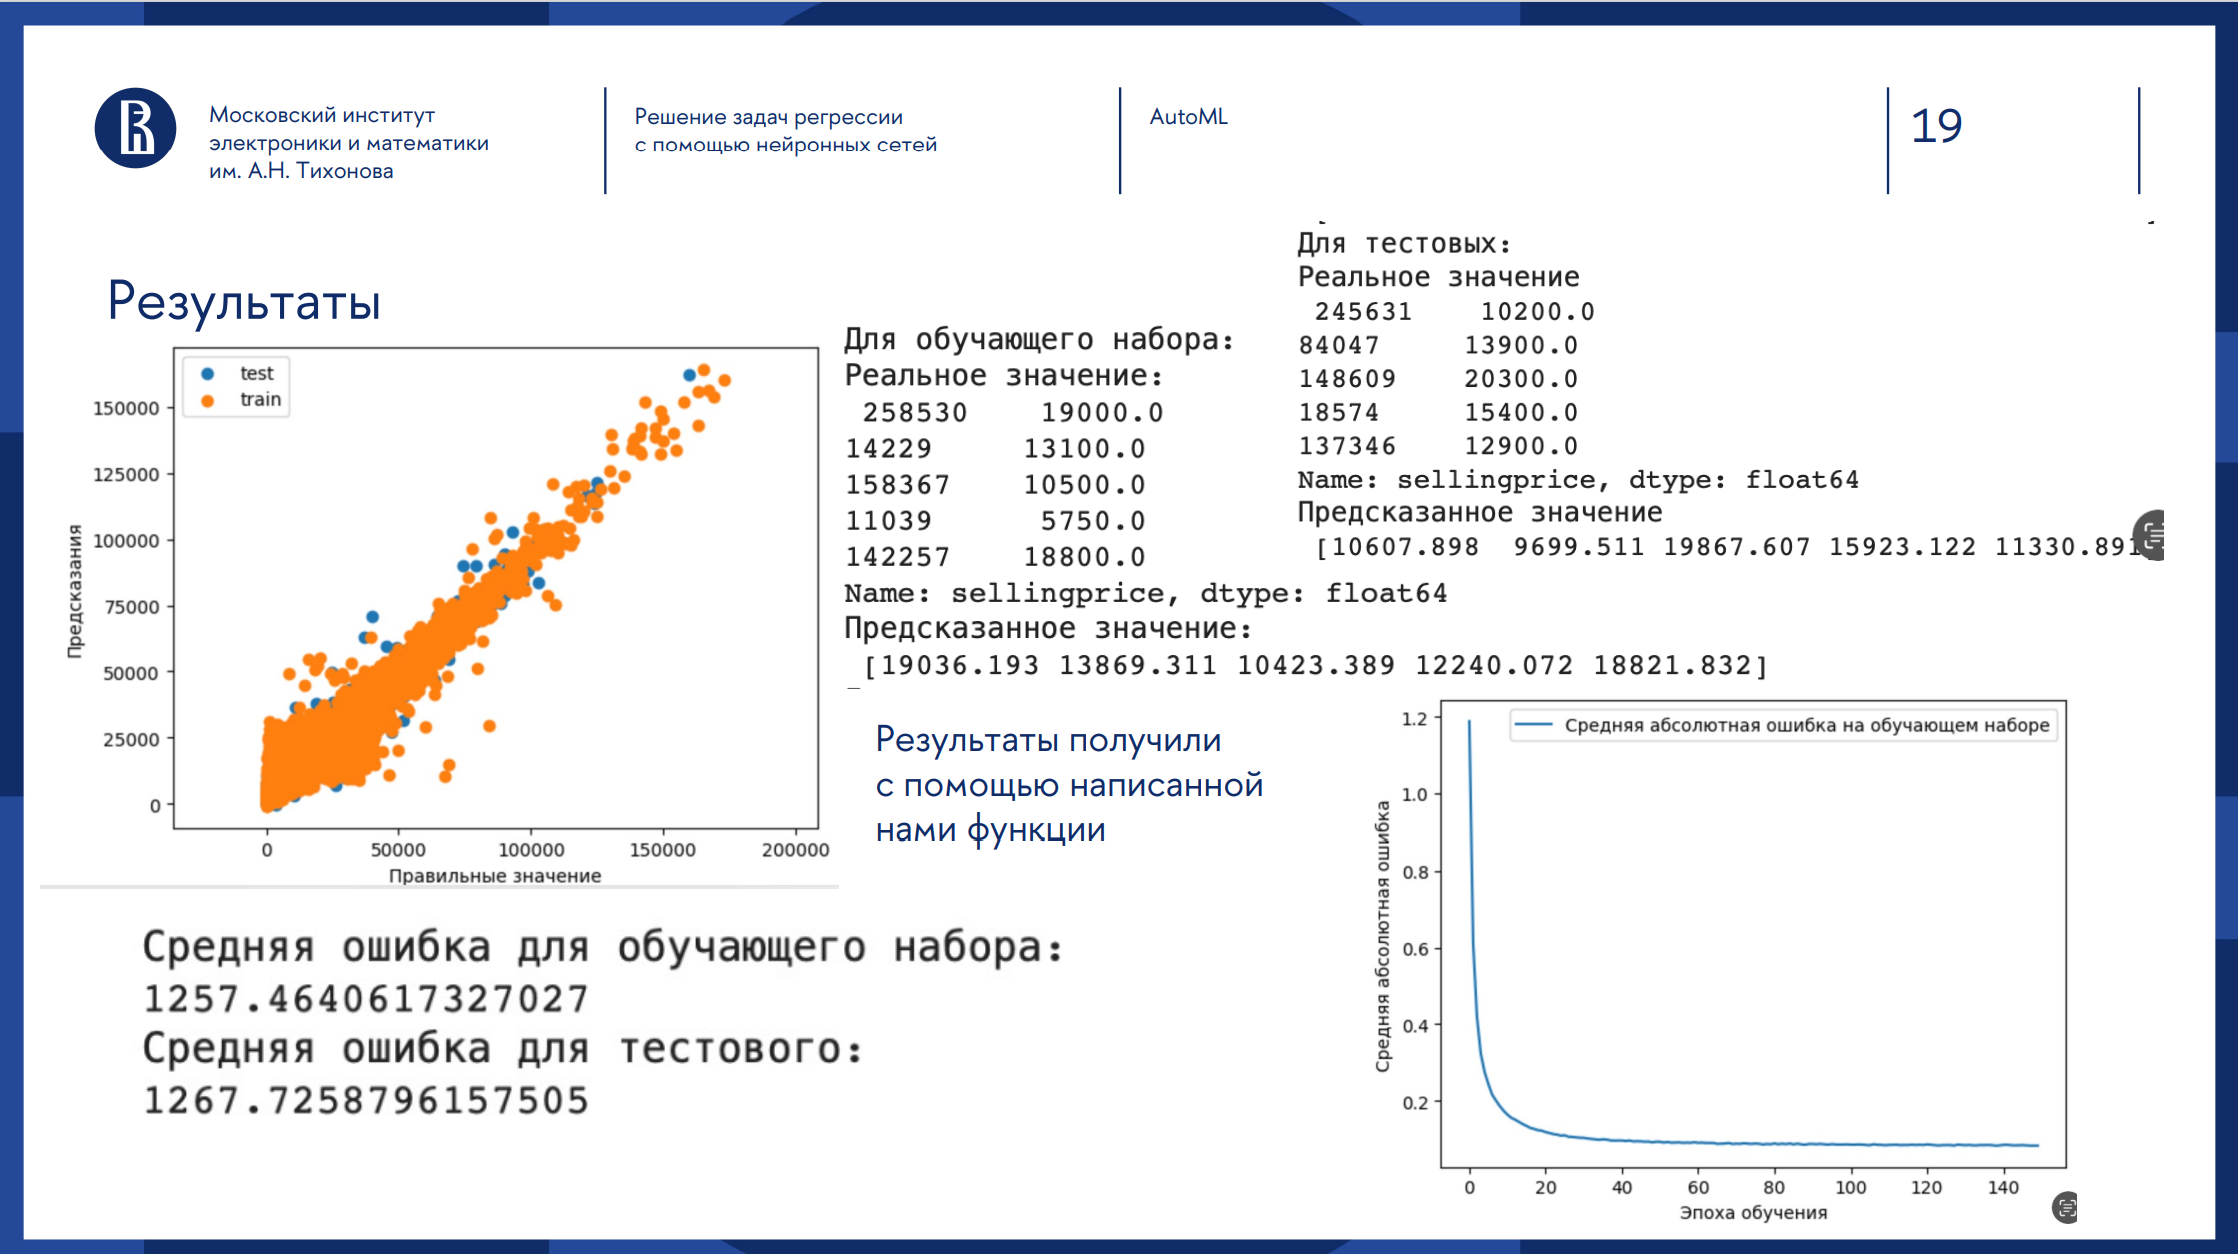 Московский институт
электроники и математики
им. А.Н. Тихонова
Решение задач регрессии
с помощью нейронных сетей
AutoML
19
Результаты
test
train
150000
125000
100000
75000
50000
25000
0
Предсказания
0 50000 100000 150000 200000
Правильные значение
Для обучающего набора:
Реальное значение:
258530 19000.0
14229 13100.0
158367 10500.0
11039 5750.0
142257 18800.0
Name: sellingprice, dtype: float64
Предсказанное значение:
[19036.193 13869.311 10423.389 12240.072 18821.832]
Для тестовых:
Реальное значение
245631 10200.0
84047 13900.0
148609 20300.0
18574 15400.0
137346 12900.0
Name: sellingprice, dtype: float64
Предсказанное значение
[10607.898 9699.511 19867.607 15923.122 11330.891
Результаты получили
с помощью написанной
нами функции
Средняя ошибка для обучающего набора:
1257.4640617327027
Средняя ошибка для тестового:
1267.7258796157505
Средняя абсолютная ошибка на обучающем наборе
1.2
1.0
0.8
0.6
0.4
0.2
Средняя абсолютная ошибка
0 20 40 60 80 100 120 140
Эпоха обучения